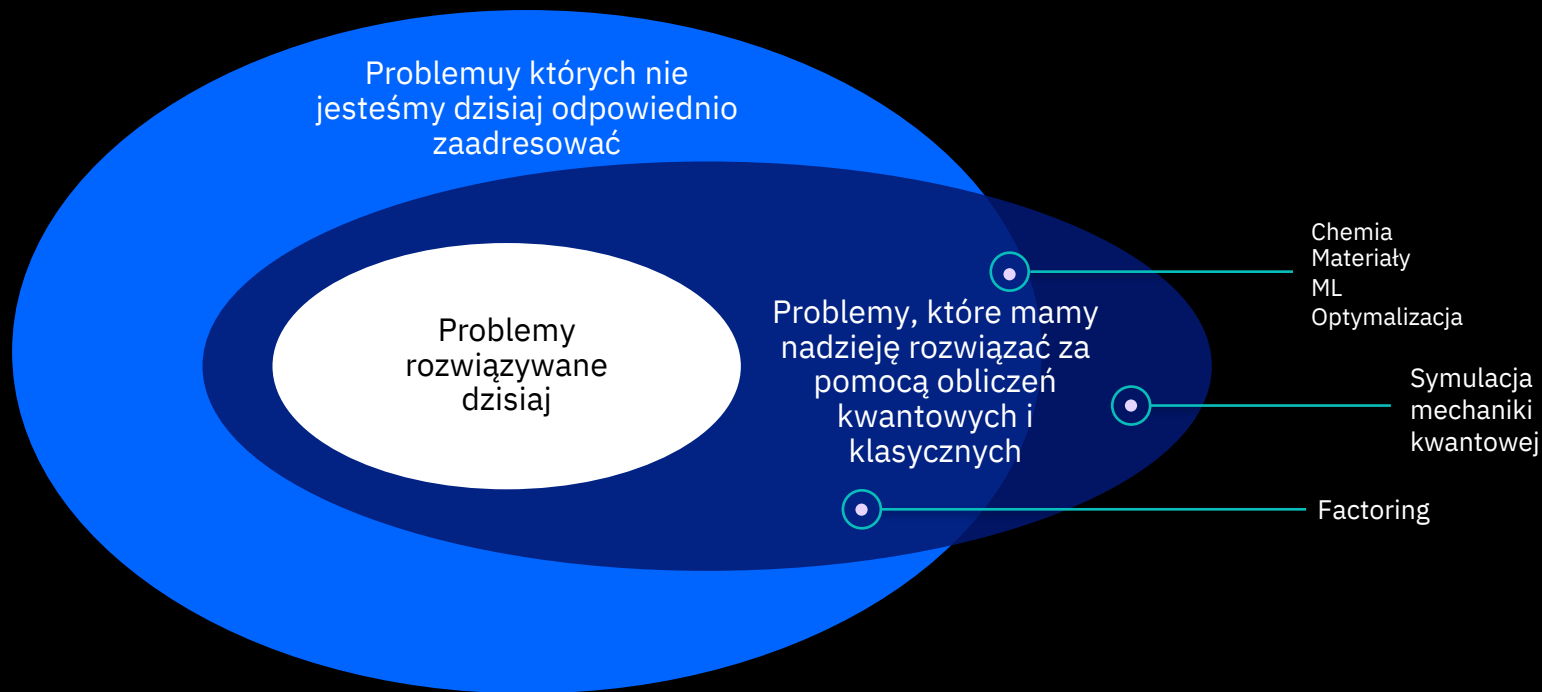 Problemuy których nie
jesteśmy dzisiaj odpowiednio
zaadresować
Problemy
rozwiązywane
dzisiaj
Problemy, które mamy
nadzieję rozwiązać za
pomocą obliczeń
kwantowych i
klasycznych
Chemia
Materiały
ML
Optymalizacja
Symulacja
mechaniki
kwantowej
Factoring